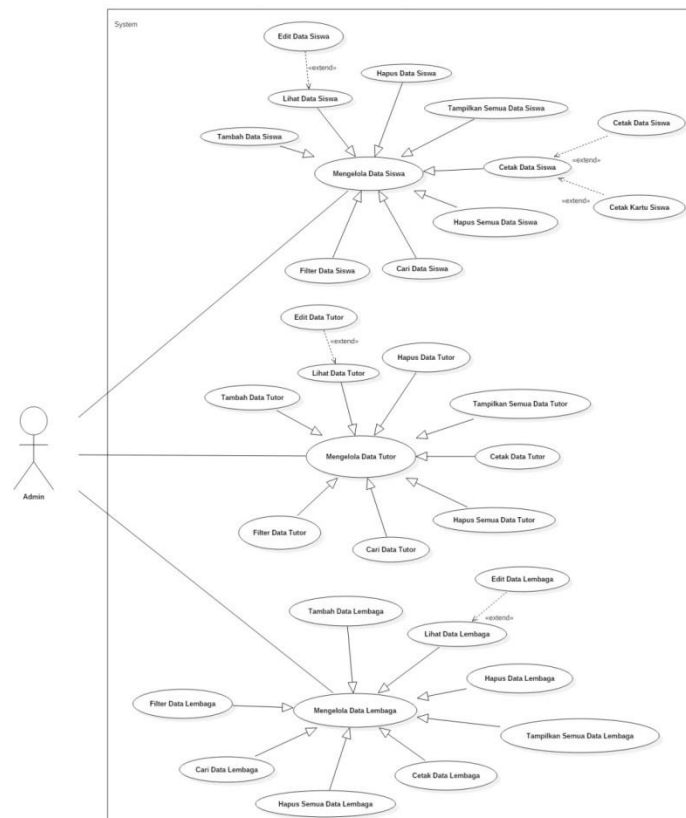 System
Edit Data Siswa
«extend»
Hapus Data Siswa
Lihat Data Siswa
Tampilkan Semua Data Siswa
Cetak Data Siswa
Tambah Data Siswa
Mengelola Data Siswa
Cetak Data Siswa
«extend»
«extend»
Cetak Kartu Siswa
Hapus Semua Data Siswa
Filter Data Siswa
Cari Data Siswa
Edit Data Tutor
«extend»
Hapus Data Tutor
Lihat Data Tutor
Tambah Data Tutor
Tampilkan Semua Data Tutor
Mengelola Data Tutor
Cetak Data Tutor
Admin
Filter Data Tutor
Hapus Semua Data Tutor
Cari Data Tutor
Edit Data Lembaga
Tambah Data Lembaga
«extend»
Lihat Data Lembaga
Hapus Data Lembaga
Filter Data Lembaga
Mengelola Data Lembaga
Tampilkan Semua Data Lembaga
Cari Data Lembaga
Cetak Data Lembaga
Hapus Semua Data Lembaga